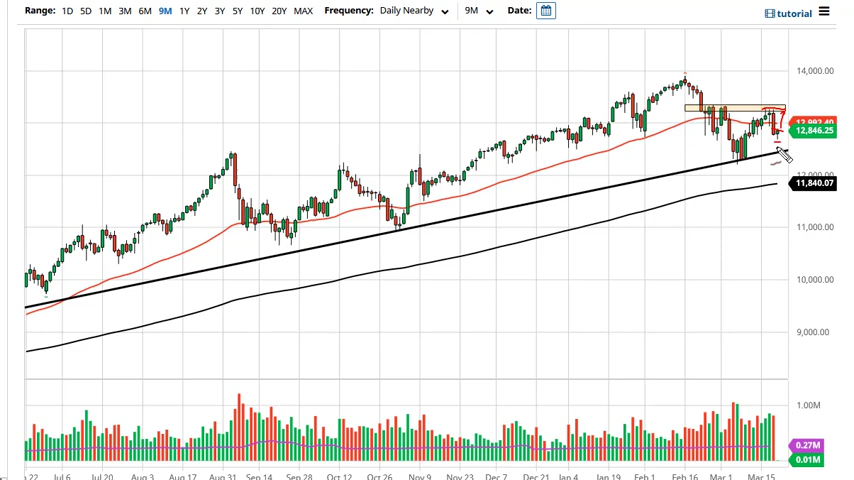 Range: 1D 5D 1M 3M 6M 9M 1Y 2Y 3Y 5Y 10Y 20Y MAX Frequency: Daily Nearby 9M Date: tutorial
14,000.00
12,846.25
12,000.00
11,840.07
11,000.00
10,000.00
9,000.00
1.00M
0.27M
0.01M
22 Jul 6 Jul 20 Aug 3 Aug 17 Aug 31 Sep 14 Sep 28 Oct 12 Oct 26 Nov 9 Nov 23 Dec 7 Dec 21 Jan 4 Jan 19 Feb 1 Feb 16 Mar 1 Mar 15